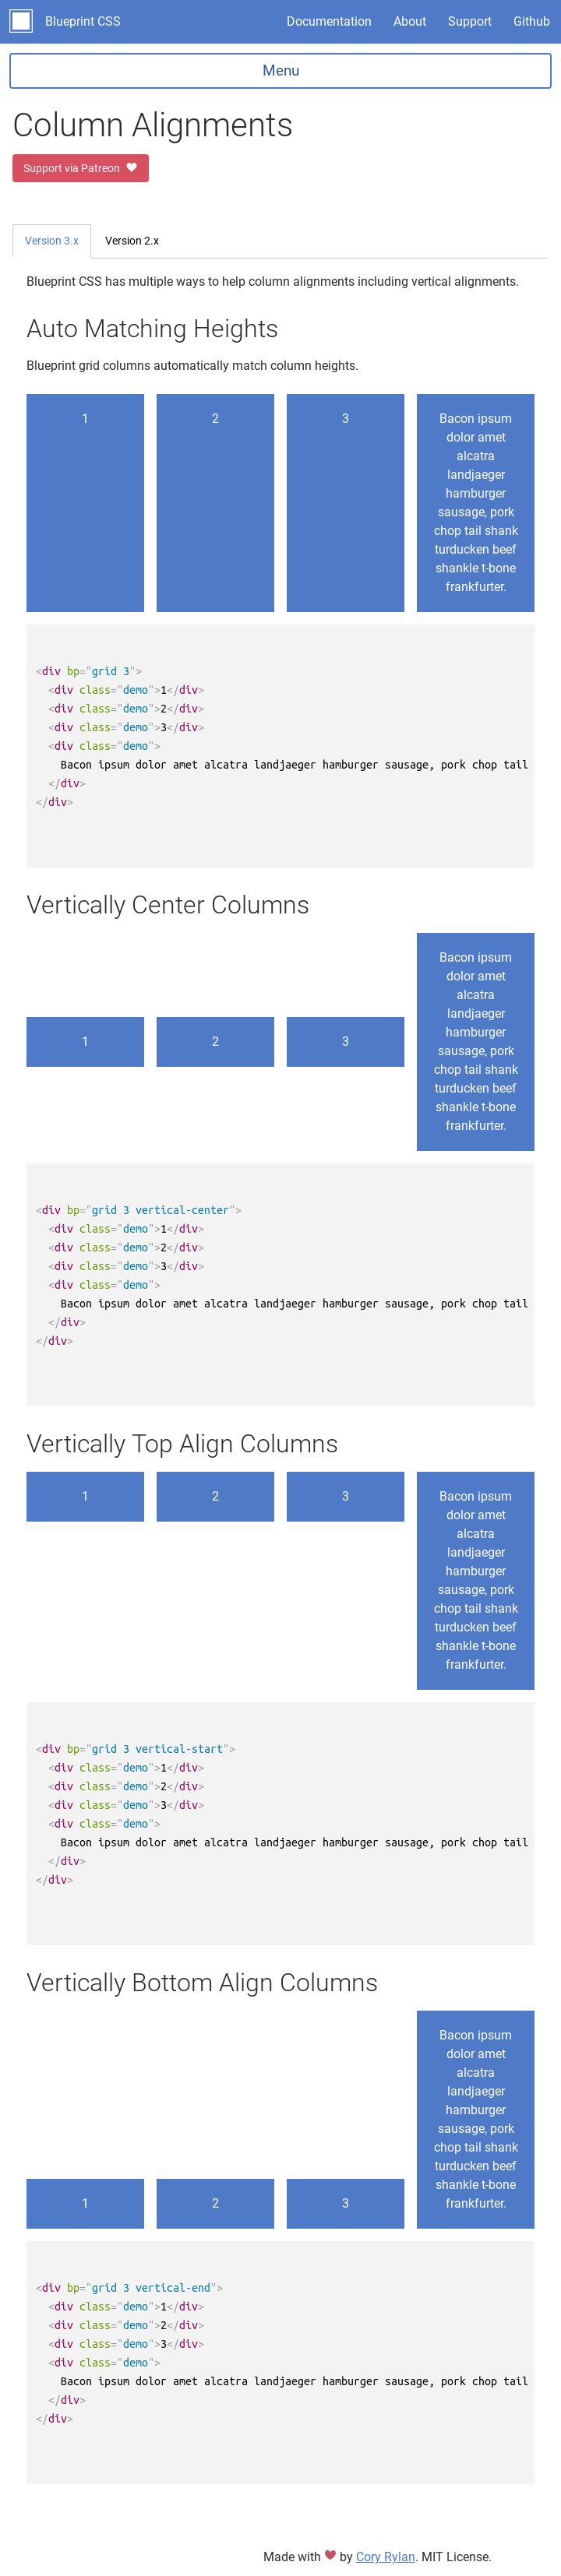 Blueprint CSS
Documentation
About
Support
Github
Menu
Column Alignments
Support via Patreon
Version 3.x
Version 2.x
Blueprint CSS has multiple ways to help column alignments including vertical alignments.
Auto Matching Heights
Blueprint grid columns automatically match column heights.
1
2
3
Bacon ipsum
dolor amet
alcatra
landjaeger
hamburger
sausage, pork
chop tail shank
turducken beef
shankle t-bone
frankfurter.
<div bp="grid 3">
  <div class="demo">1</div>
  <div class="demo">2</div>
  <div class="demo">3</div>
  <div class="demo">
    Bacon ipsum dolor amet alcatra landjaeger hamburger sausage, pork chop tail
  </div>
</div>
Vertically Center Columns
1
2
3
Bacon ipsum
dolor amet
alcatra
landjaeger
hamburger
sausage, pork
chop tail shank
turducken beef
shankle t-bone
frankfurter.
<div bp="grid 3 vertical-center">
  <div class="demo">1</div>
  <div class="demo">2</div>
  <div class="demo">3</div>
  <div class="demo">
    Bacon ipsum dolor amet alcatra landjaeger hamburger sausage, pork chop tail
  </div>
</div>
Vertically Top Align Columns
1
2
3
Bacon ipsum
dolor amet
alcatra
landjaeger
hamburger
sausage, pork
chop tail shank
turducken beef
shankle t-bone
frankfurter.
<div bp="grid 3 vertical-start">
  <div class="demo">1</div>
  <div class="demo">2</div>
  <div class="demo">3</div>
  <div class="demo">
    Bacon ipsum dolor amet alcatra landjaeger hamburger sausage, pork chop tail
  </div>
</div>
Vertically Bottom Align Columns
1
2
3
Bacon ipsum
dolor amet
alcatra
landjaeger
hamburger
sausage, pork
chop tail shank
turducken beef
shankle t-bone
frankfurter.
<div bp="grid 3 vertical-end">
  <div class="demo">1</div>
  <div class="demo">2</div>
  <div class="demo">3</div>
  <div class="demo">
    Bacon ipsum dolor amet alcatra landjaeger hamburger sausage, pork chop tail
  </div>
</div>
Made with ♥ by Cory Rylan. MIT License.